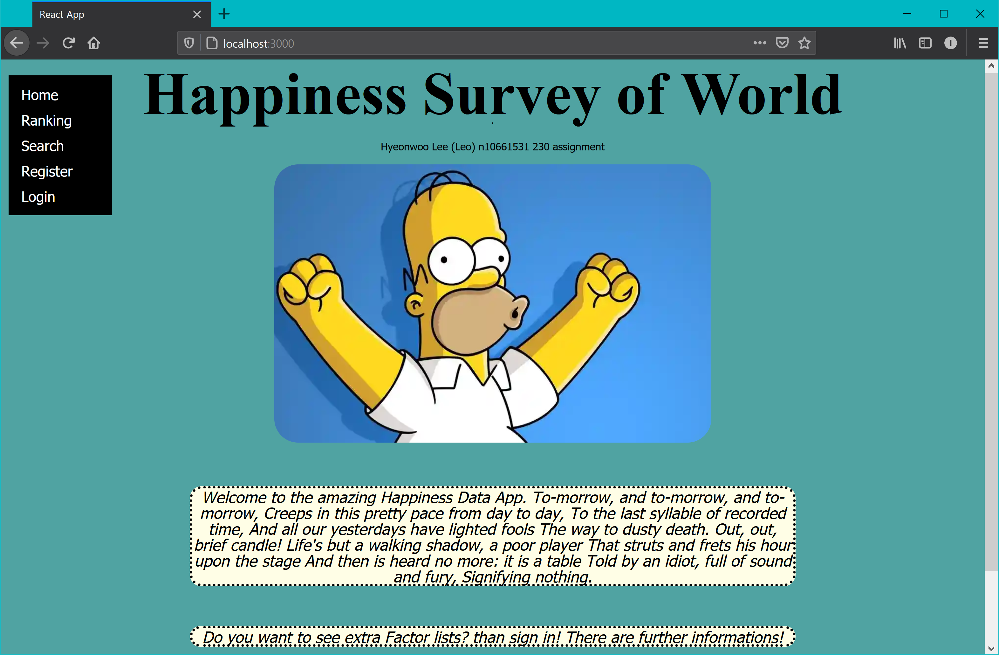 React App
localhost:3000
Home
Ranking
Search
Register
Login
Happiness Survey of World
.
Hyeonwoo Lee (Leo) n10661531 230 assignment
Welcome to the amazing Happiness Data App. To-morrow, and to-morrow, and to-
morrow, Creeps in this pretty pace from day to day, To the last syllable of recorded
time, And all our yesterdays have lighted fools The way to dusty death. Out, out,
brief candle! Life's but a walking shadow, a poor player That struts and frets his hour
upon the stage And then is heard no more: it is a table Told by an idiot, full of sound
and fury, Signifying nothing.
Do you want to see extra Factor lists? than sign in! There are further informations!